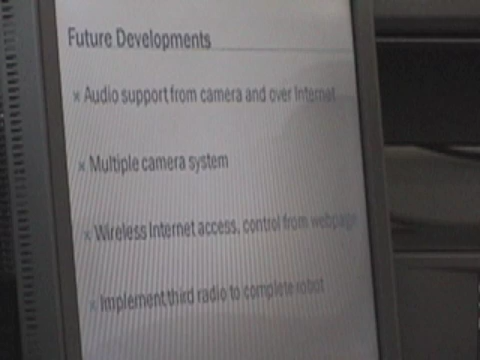 Future Developments
× Audio support from camera and over Internet
× Multiple camera system
× Wireless Internet access, control from webpage
× Implement third radio to complete robot